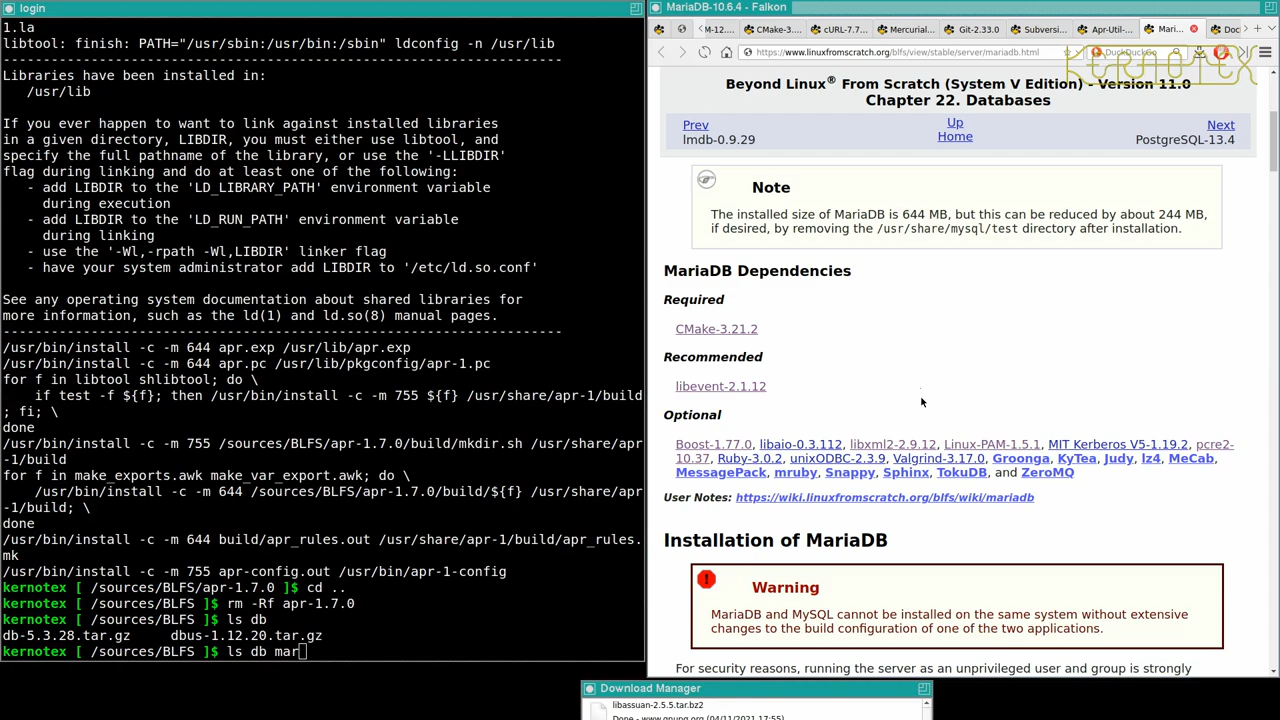 login
1.la
libtool: finish: PATH="/usr/sbin:/usr/bin:/sbin" ldconfig -n /usr/lib
----------------------------------------------------------------------
Libraries have been installed in:
   /usr/lib
If you ever happen to want to link against installed libraries
in a given directory, LIBDIR, you must either use libtool, and
specify the full pathname of the library, or use the '-LLIBDIR'
flag during linking and do at least one of the following:
   - add LIBDIR to the 'LD_LIBRARY_PATH' environment variable
     during execution
   - add LIBDIR to the 'LD_RUN_PATH' environment variable
     during linking
   - use the '-Wl,-rpath -Wl,LIBDIR' linker flag
   - have your system administrator add LIBDIR to '/etc/ld.so.conf'
See any operating system documentation about shared libraries for
more information, such as the ld(1) and ld.so(8) manual pages.
----------------------------------------------------------------------
/usr/bin/install -c -m 644 apr.exp /usr/lib/apr.exp
/usr/bin/install -c -m 644 apr.pc /usr/lib/pkgconfig/apr-1.pc
for f in libtool shlibtool; do \
    if test -f ${f}; then /usr/bin/install -c -m 755 ${f} /usr/share/apr-1/build
; fi; \
done
/usr/bin/install -c -m 755 /sources/BLFS/apr-1.7.0/build/mkdir.sh /usr/share/apr
-1/build
for f in make_exports.awk make_var_export.awk; do \
    /usr/bin/install -c -m 644 /sources/BLFS/apr-1.7.0/build/${f} /usr/share/apr
-1/build; \
done
/usr/bin/install -c -m 644 build/apr_rules.out /usr/share/apr-1/build/apr_rules.
mk
/usr/bin/install -c -m 755 apr-config.out /usr/bin/apr-1-config
kernotex [ /sources/BLFS/apr-1.7.0 ]$ cd ..
kernotex [ /sources/BLFS ]$ rm -Rf apr-1.7.0
kernotex [ /sources/BLFS ]$ ls db
db-5.3.28.tar.gz     dbus-1.12.20.tar.gz
kernotex [ /sources/BLFS ]$ ls db mar
MariaDB-10.6.4 - Falkon
M-12.... CMake-3.... cURL-7.7... Mercurial... Git-2.33.0 Subversi... Apr-Util-... Mari... Doc
https://www.linuxfromscratch.org/blfs/view/stable/server/mariadb.html DuckDuckGo
KERNOTEX
Beyond Linux® From Scratch (System V Edition) - Version 11.0
Chapter 22. Databases
Prev Up Next
lmdb-0.9.29 Home PostgreSQL-13.4
Note
The installed size of MariaDB is 644 MB, but this can be reduced by about 244 MB,
if desired, by removing the /usr/share/mysql/test directory after installation.
MariaDB Dependencies
Required
CMake-3.21.2
Recommended
libevent-2.1.12
Optional
Boost-1.77.0, libaio-0.3.112, libxml2-2.9.12, Linux-PAM-1.5.1, MIT Kerberos V5-1.19.2, pcre2-
10.37, Ruby-3.0.2, unixODBC-2.3.9, Valgrind-3.17.0, Groonga, KyTea, Judy, lz4, MeCab,
MessagePack, mruby, Snappy, Sphinx, TokuDB, and ZeroMQ
User Notes: https://wiki.linuxfromscratch.org/blfs/wiki/mariadb
Installation of MariaDB
Warning
MariaDB and MySQL cannot be installed on the same system without extensive
changes to the build configuration of one of the two applications.
For security reasons, running the server as an unprivileged user and group is strongly
Download Manager
libassuan-2.5.5.tar.bz2
Done - www.gnupg.org (04/11/2021 17:55)